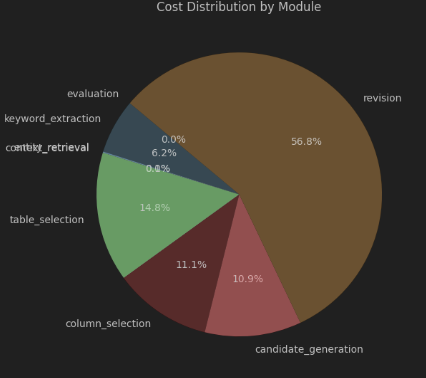 Cost Distribution by Module
revision
56.8%
evaluation
0.0%
keyword_extraction
6.2%
entity_retrieval
table_selection
14.8%
column_selection
11.1%
candidate_generation
10.9%